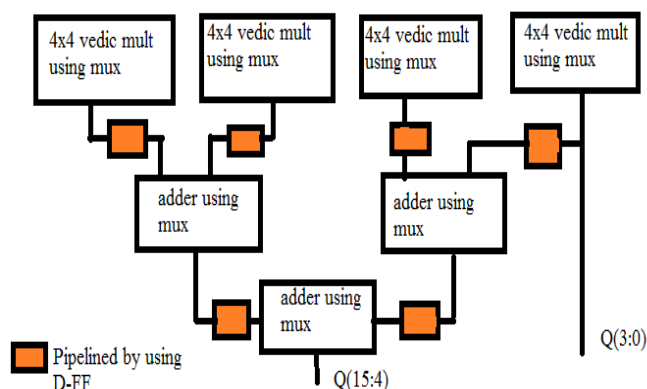 4x4 vedic mult
using mux
4x4 vedic mult
using mux
4x4 vedic mult
using mux
4x4 vedic mult
using mux
adder using
mux
adder using
mux
adder using
mux
Q(3:0)
Pipelined by using
D-FF
Q(15:4)